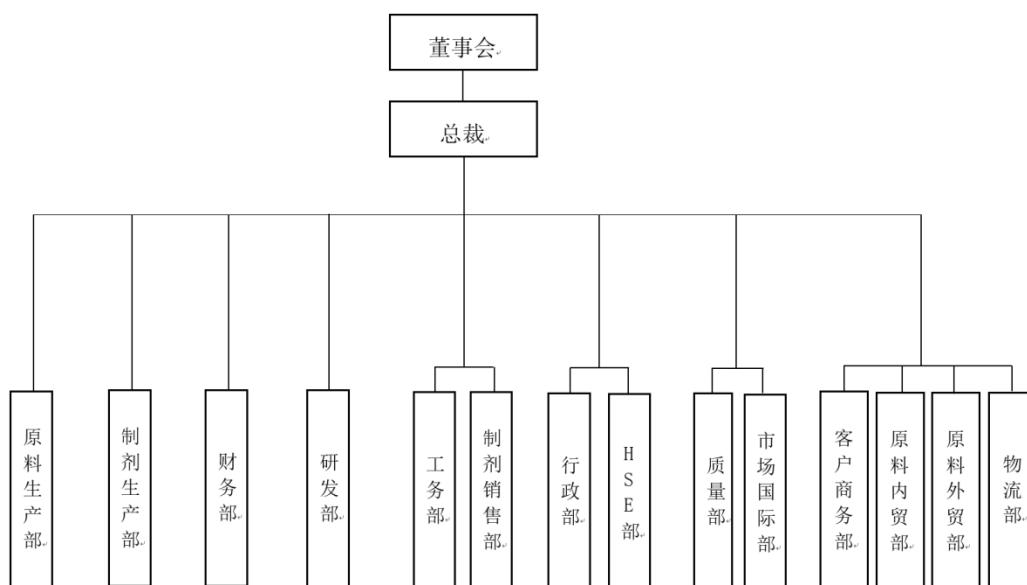 董事会
总裁
原料生产部
制剂生产部
财务部
研发部
工务部
制剂销售部
行政部
HSE部
质量部
市场国际部
客户商务部
原料内贸部
原料外贸部
物流部